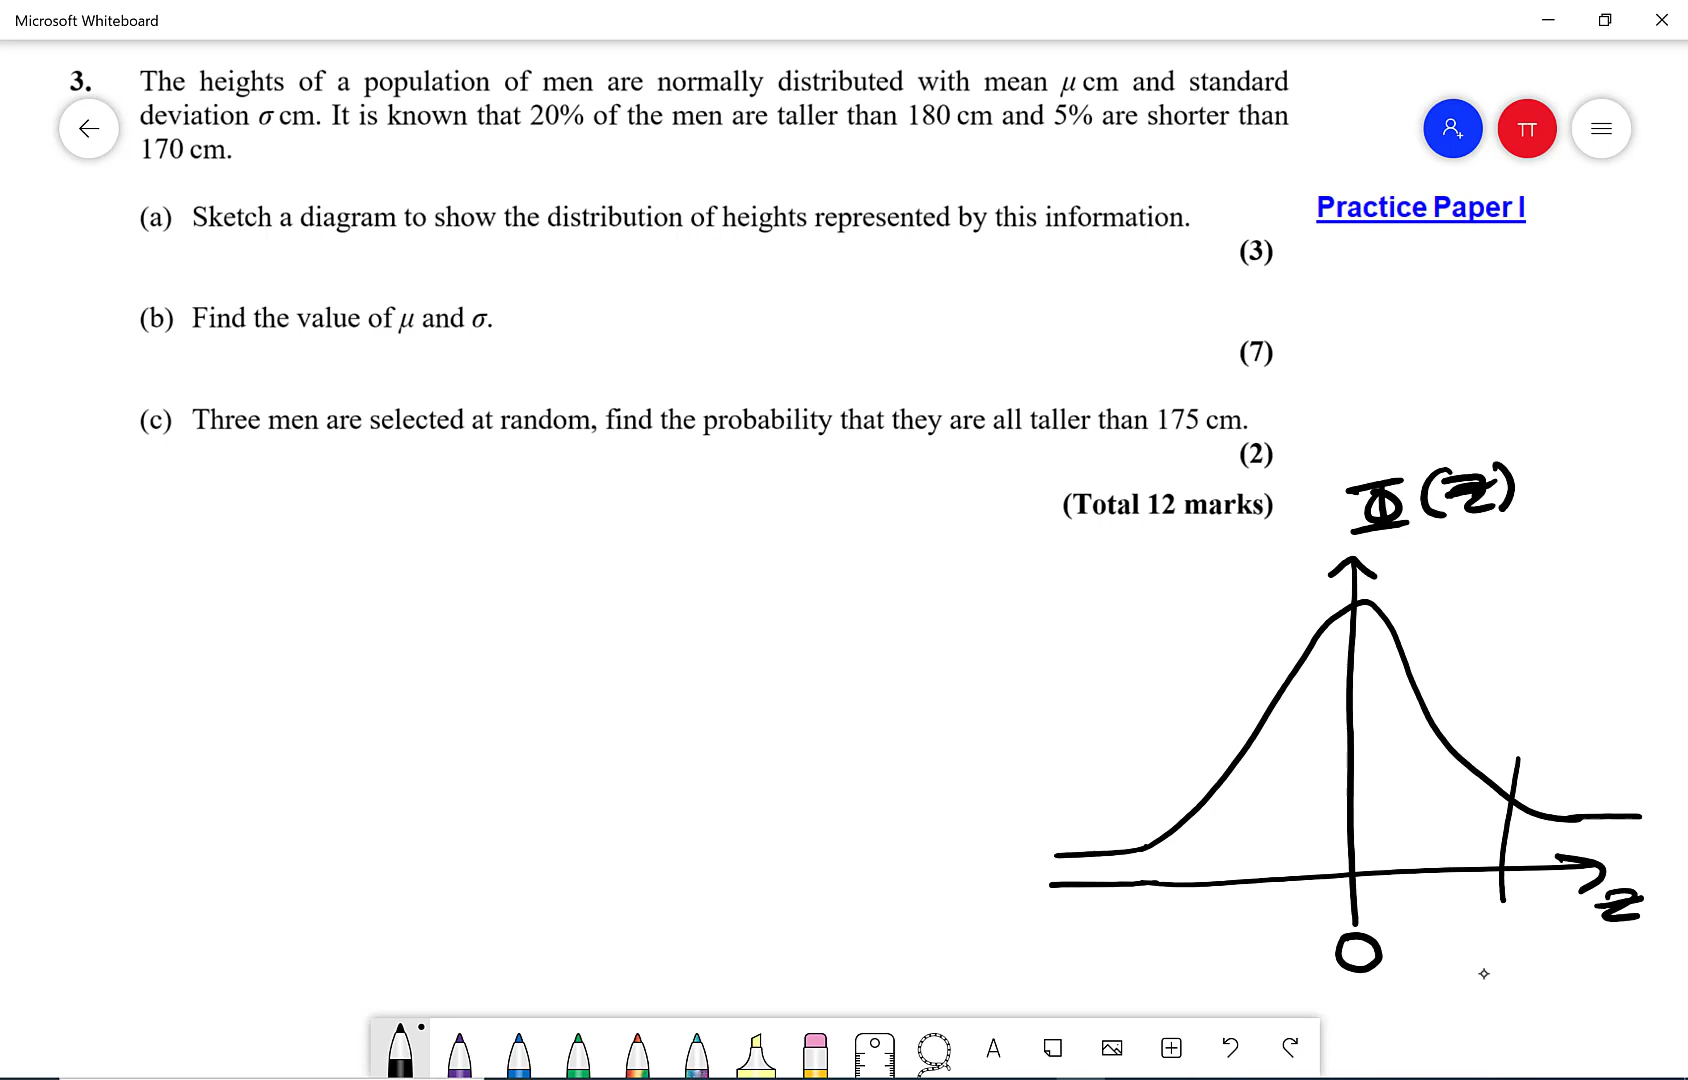 Microsoft Whiteboard
3. The heights of a population of men are normally distributed with mean μ cm and standard
deviation σ cm. It is known that 20% of the men are taller than 180 cm and 5% are shorter than
170 cm.
TT
(a) Sketch a diagram to show the distribution of heights represented by this information.
Practice Paper I
(3)
(b) Find the value of μ and σ.
(7)
(c) Three men are selected at random, find the probability that they are all taller than 175 cm.
(2)
(Total 12 marks)
Φ(z)
z
0
A